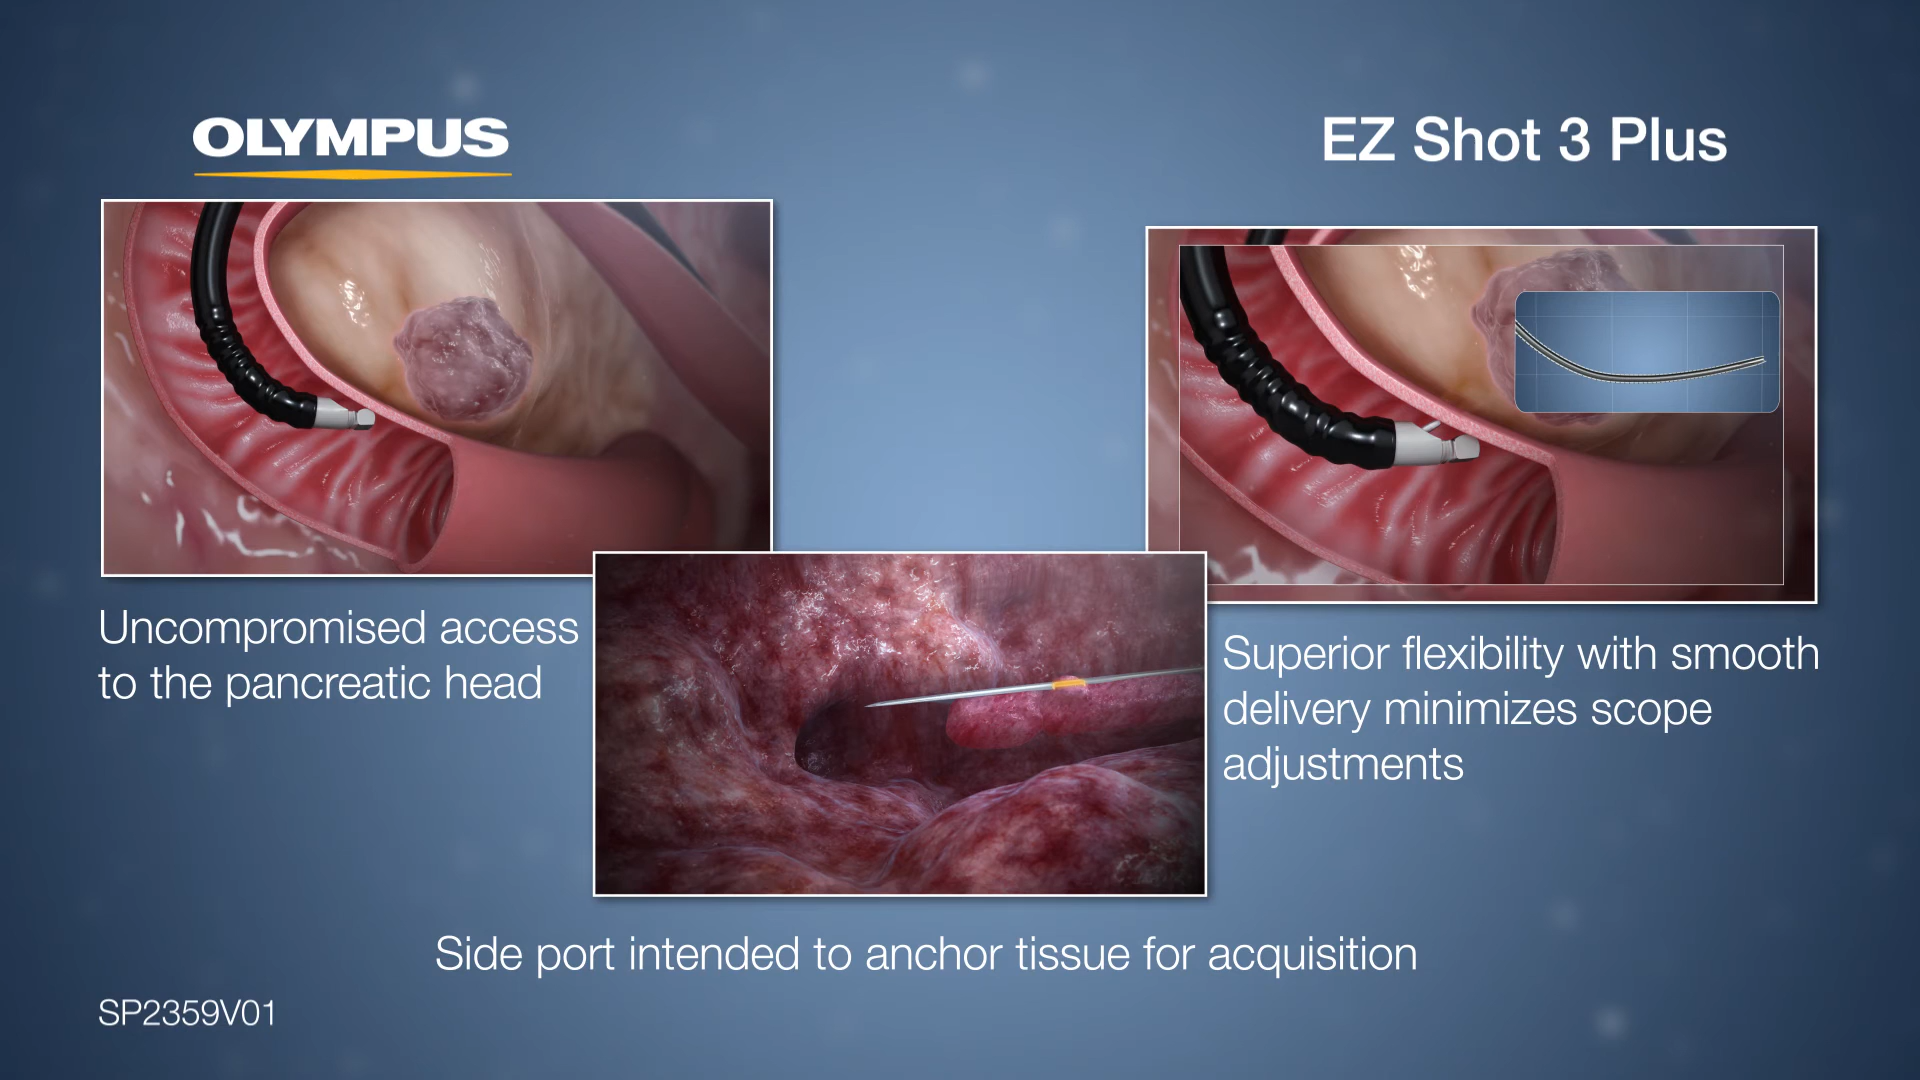 OLYMPUS
EZ Shot 3 Plus
Uncompromised access
to the pancreatic head
Superior flexibility with smooth
delivery minimizes scope
adjustments
Side port intended to anchor tissue for acquisition
SP2359V01